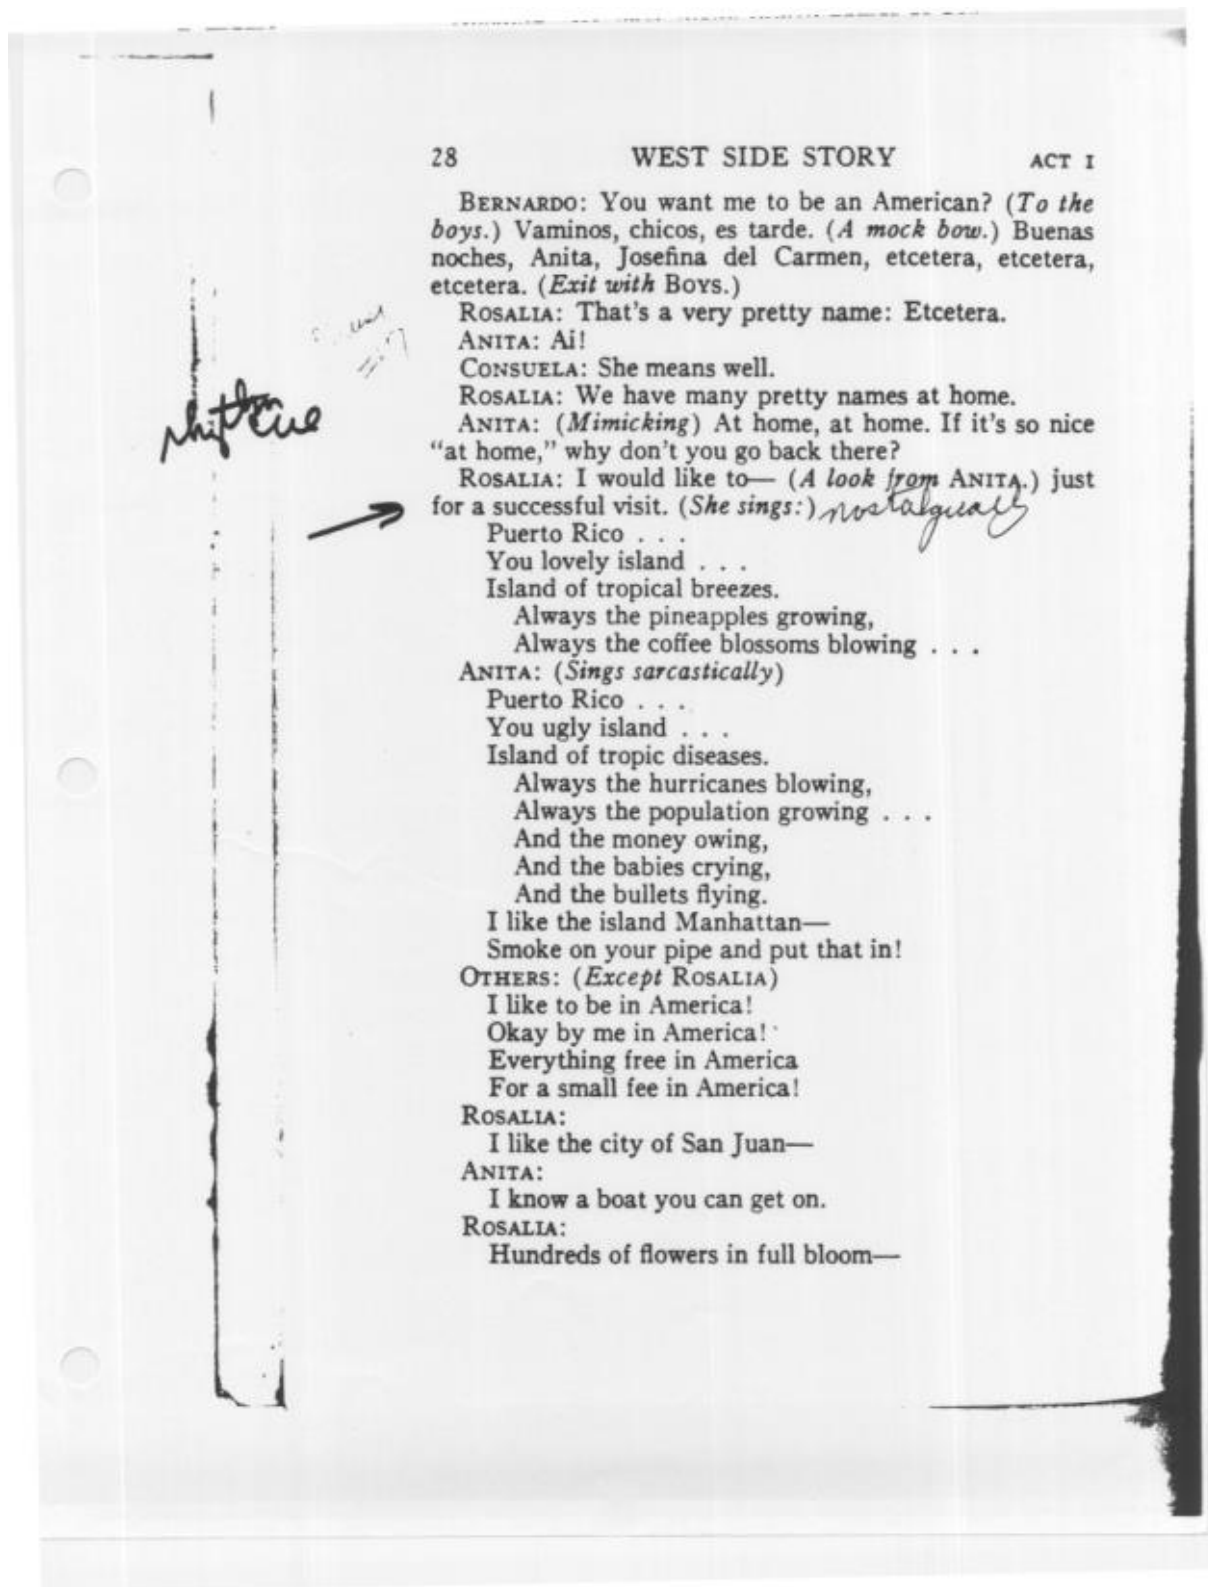 28 WEST SIDE STORY ACT I
BERNARDO: You want me to be an American? (To the
boys.) Vaminos, chicos, es tarde. (A mock bow.) Buenas
noches, Anita, Josefina del Carmen, etcetera, etcetera,
etcetera. (Exit with BOYS.)
ROSALIA: That's a very pretty name: Etcetera.
ANITA: Ai!
CONSUELA: She means well.
ROSALIA: We have many pretty names at home.
ANITA: (Mimicking) At home, at home. If it's so nice
"at home," why don't you go back there?
ROSALIA: I would like to— (A look from ANITA.) just
for a successful visit. (She sings:) nostalgically
Puerto Rico . . .
You lovely island . . .
Island of tropical breezes.
Always the pineapples growing,
Always the coffee blossoms blowing . . .
ANITA: (Sings sarcastically)
Puerto Rico . . .
You ugly island . . .
Island of tropic diseases.
Always the hurricanes blowing,
Always the population growing . . .
And the money owing,
And the babies crying,
And the bullets flying.
I like the island Manhattan—
Smoke on your pipe and put that in!
OTHERS: (Except ROSALIA)
I like to be in America!
Okay by me in America!
Everything free in America
For a small fee in America!
ROSALIA:
I like the city of San Juan—
ANITA:
I know a boat you can get on.
ROSALIA:
Hundreds of flowers in full bloom—
cue